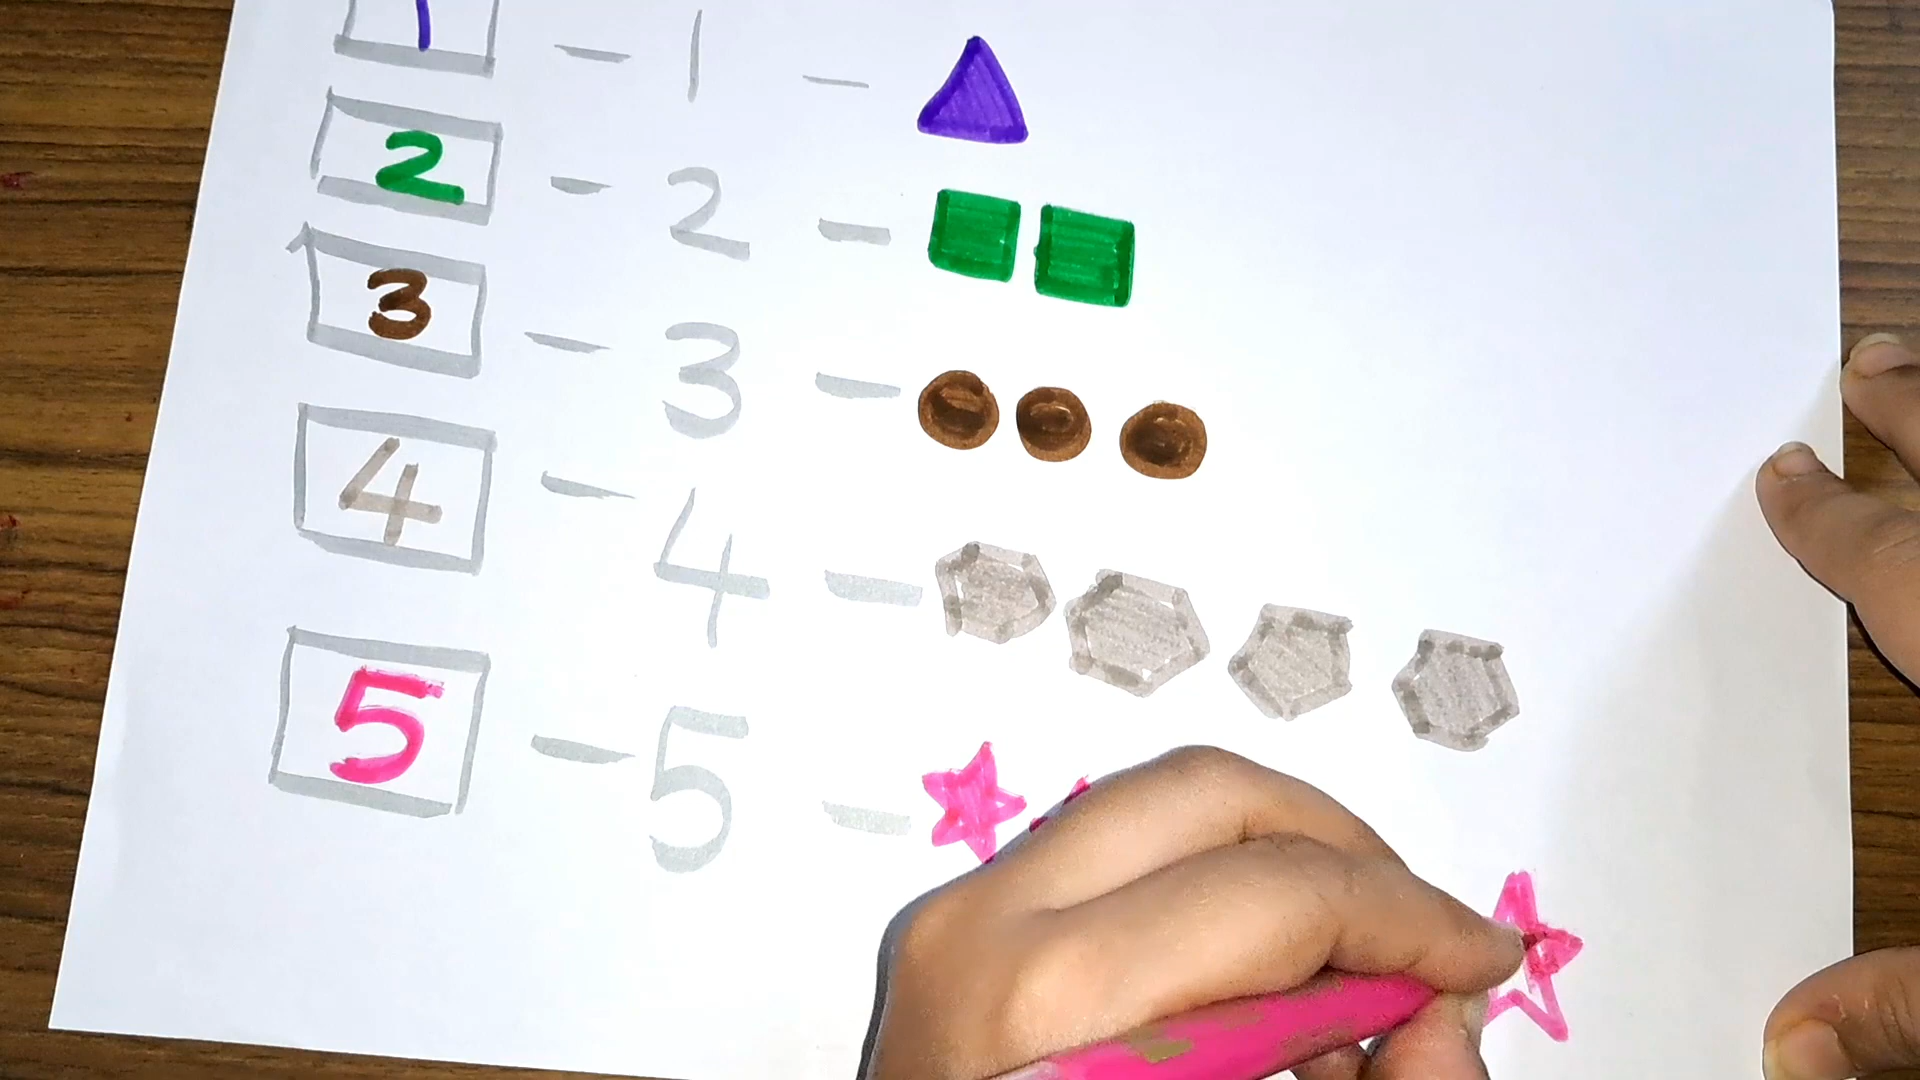 1 - 1 -
2 - 2 -
3 - 3 -
4 - 4 -
5 - 5 -